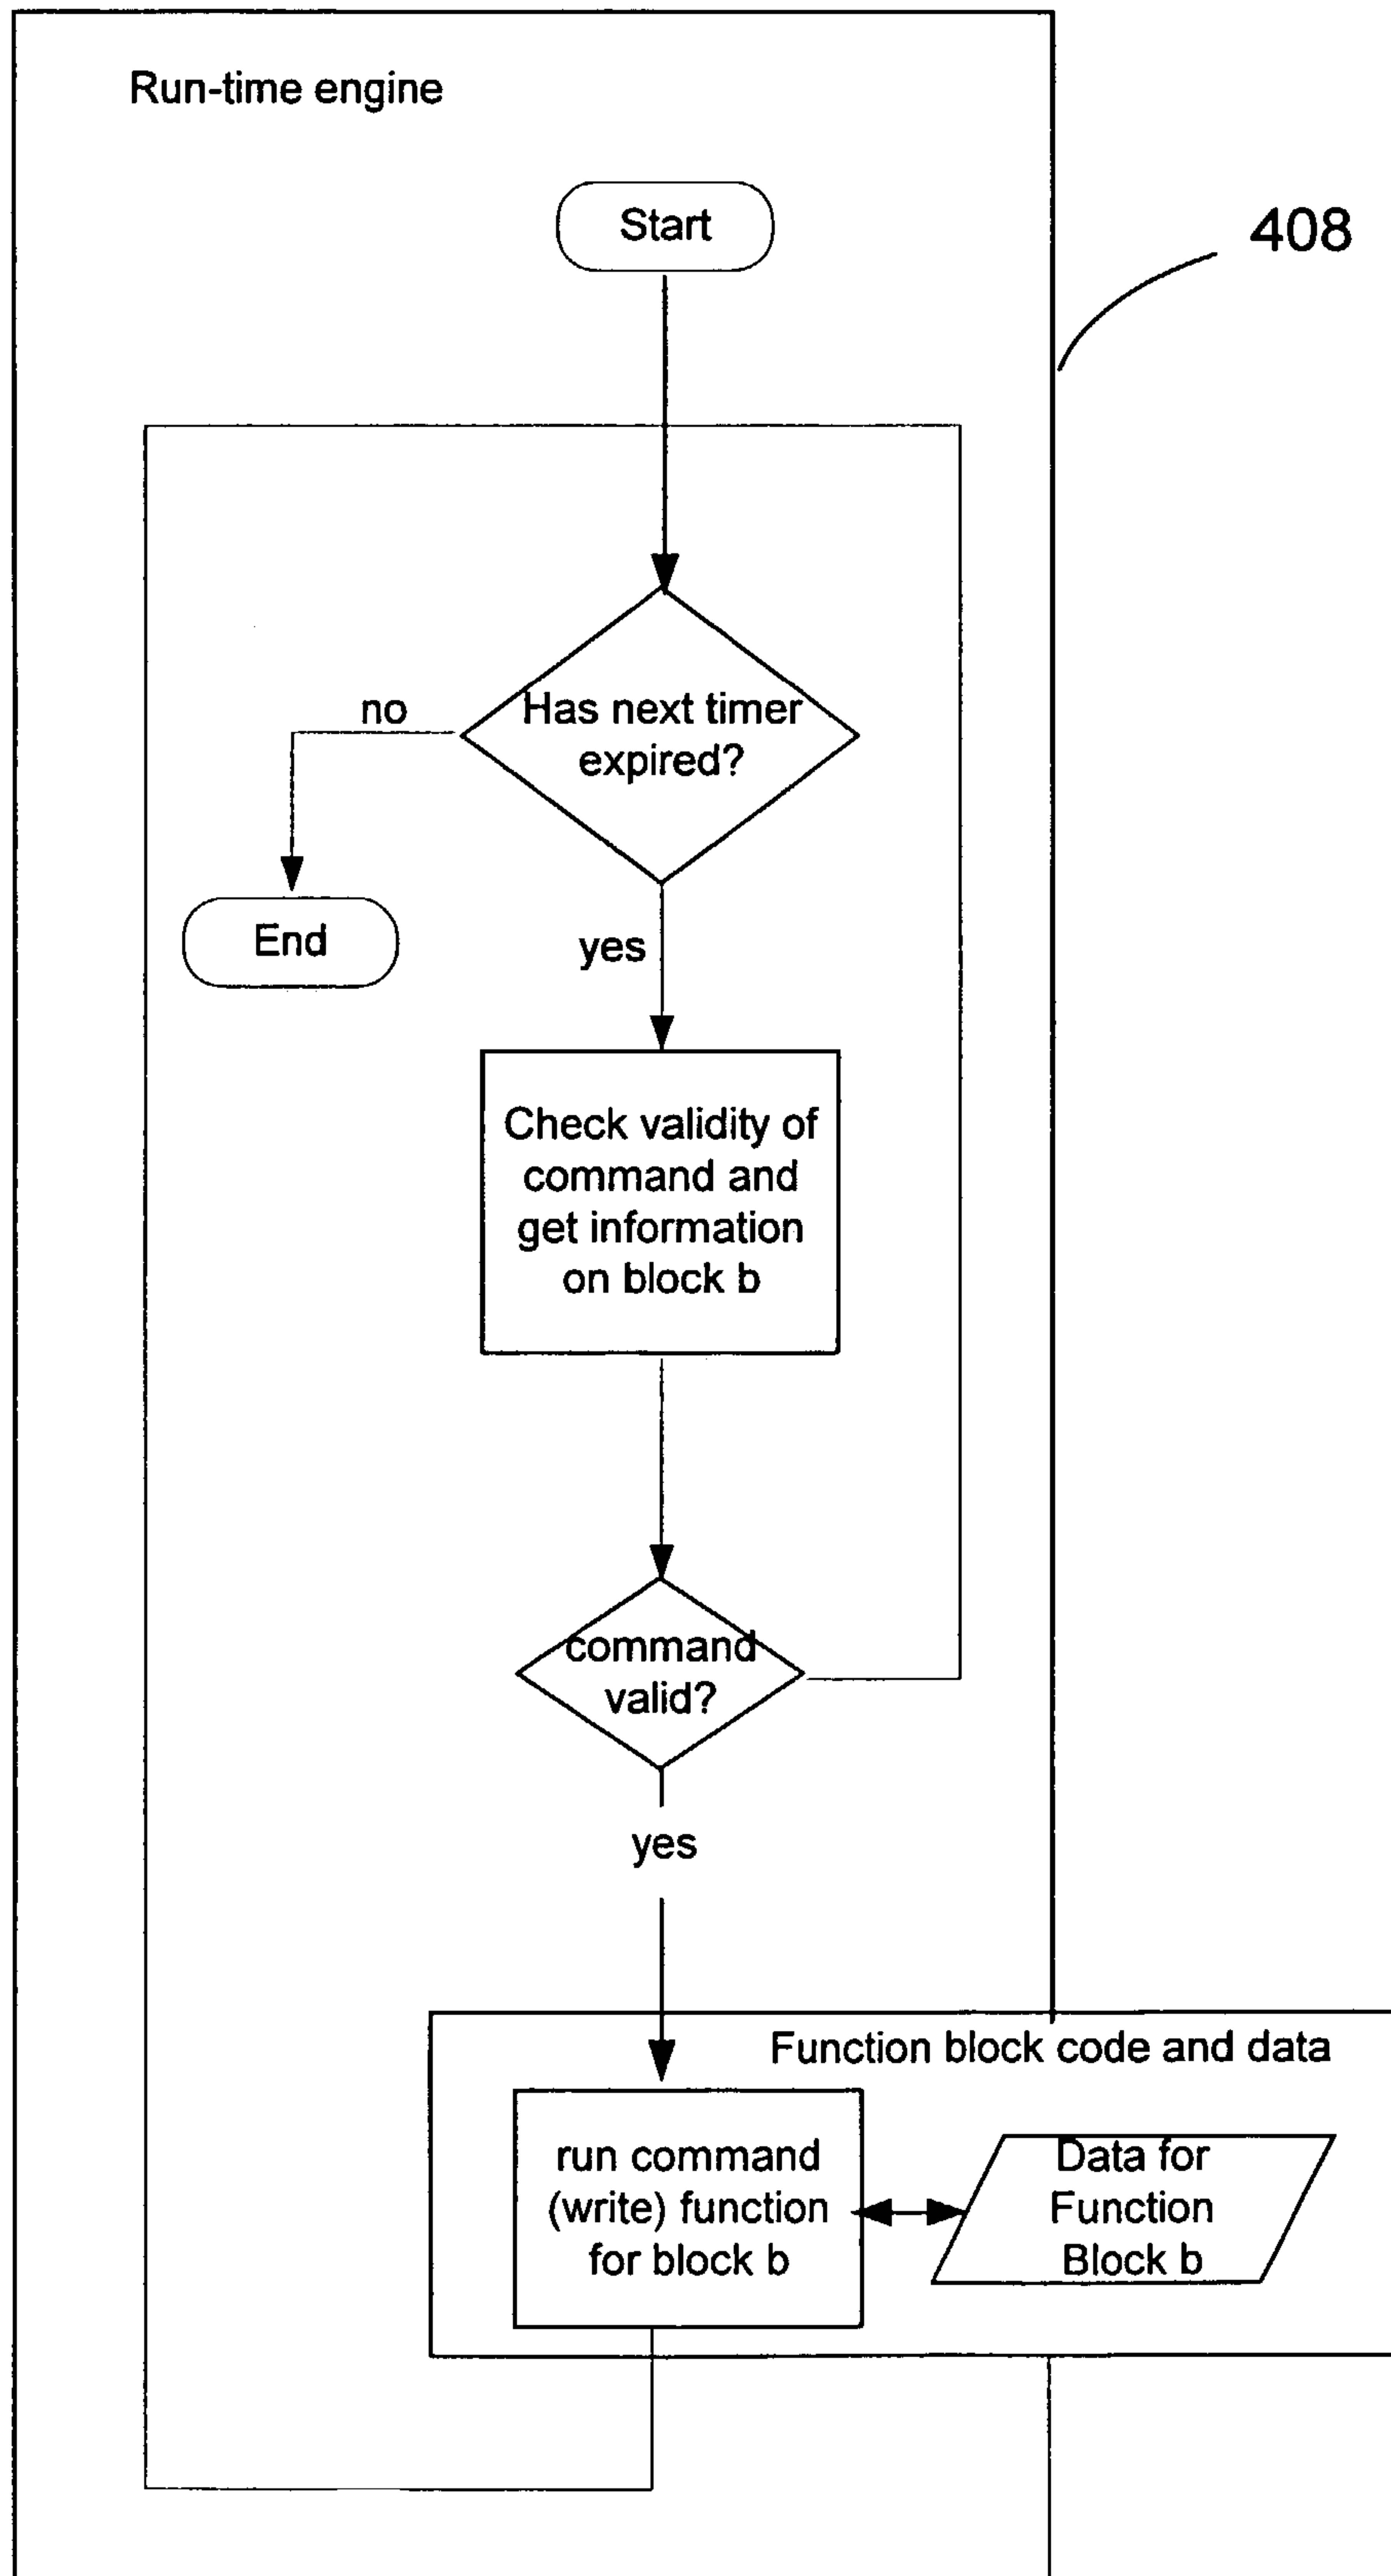 Run-time engine
Start
408
Has next timer
expired?
no
End
yes
Check validity of
command and
get information
on block b
command
valid?
yes
Function block code and data
run command
(write) function
for block b
Data for
Function
Block b